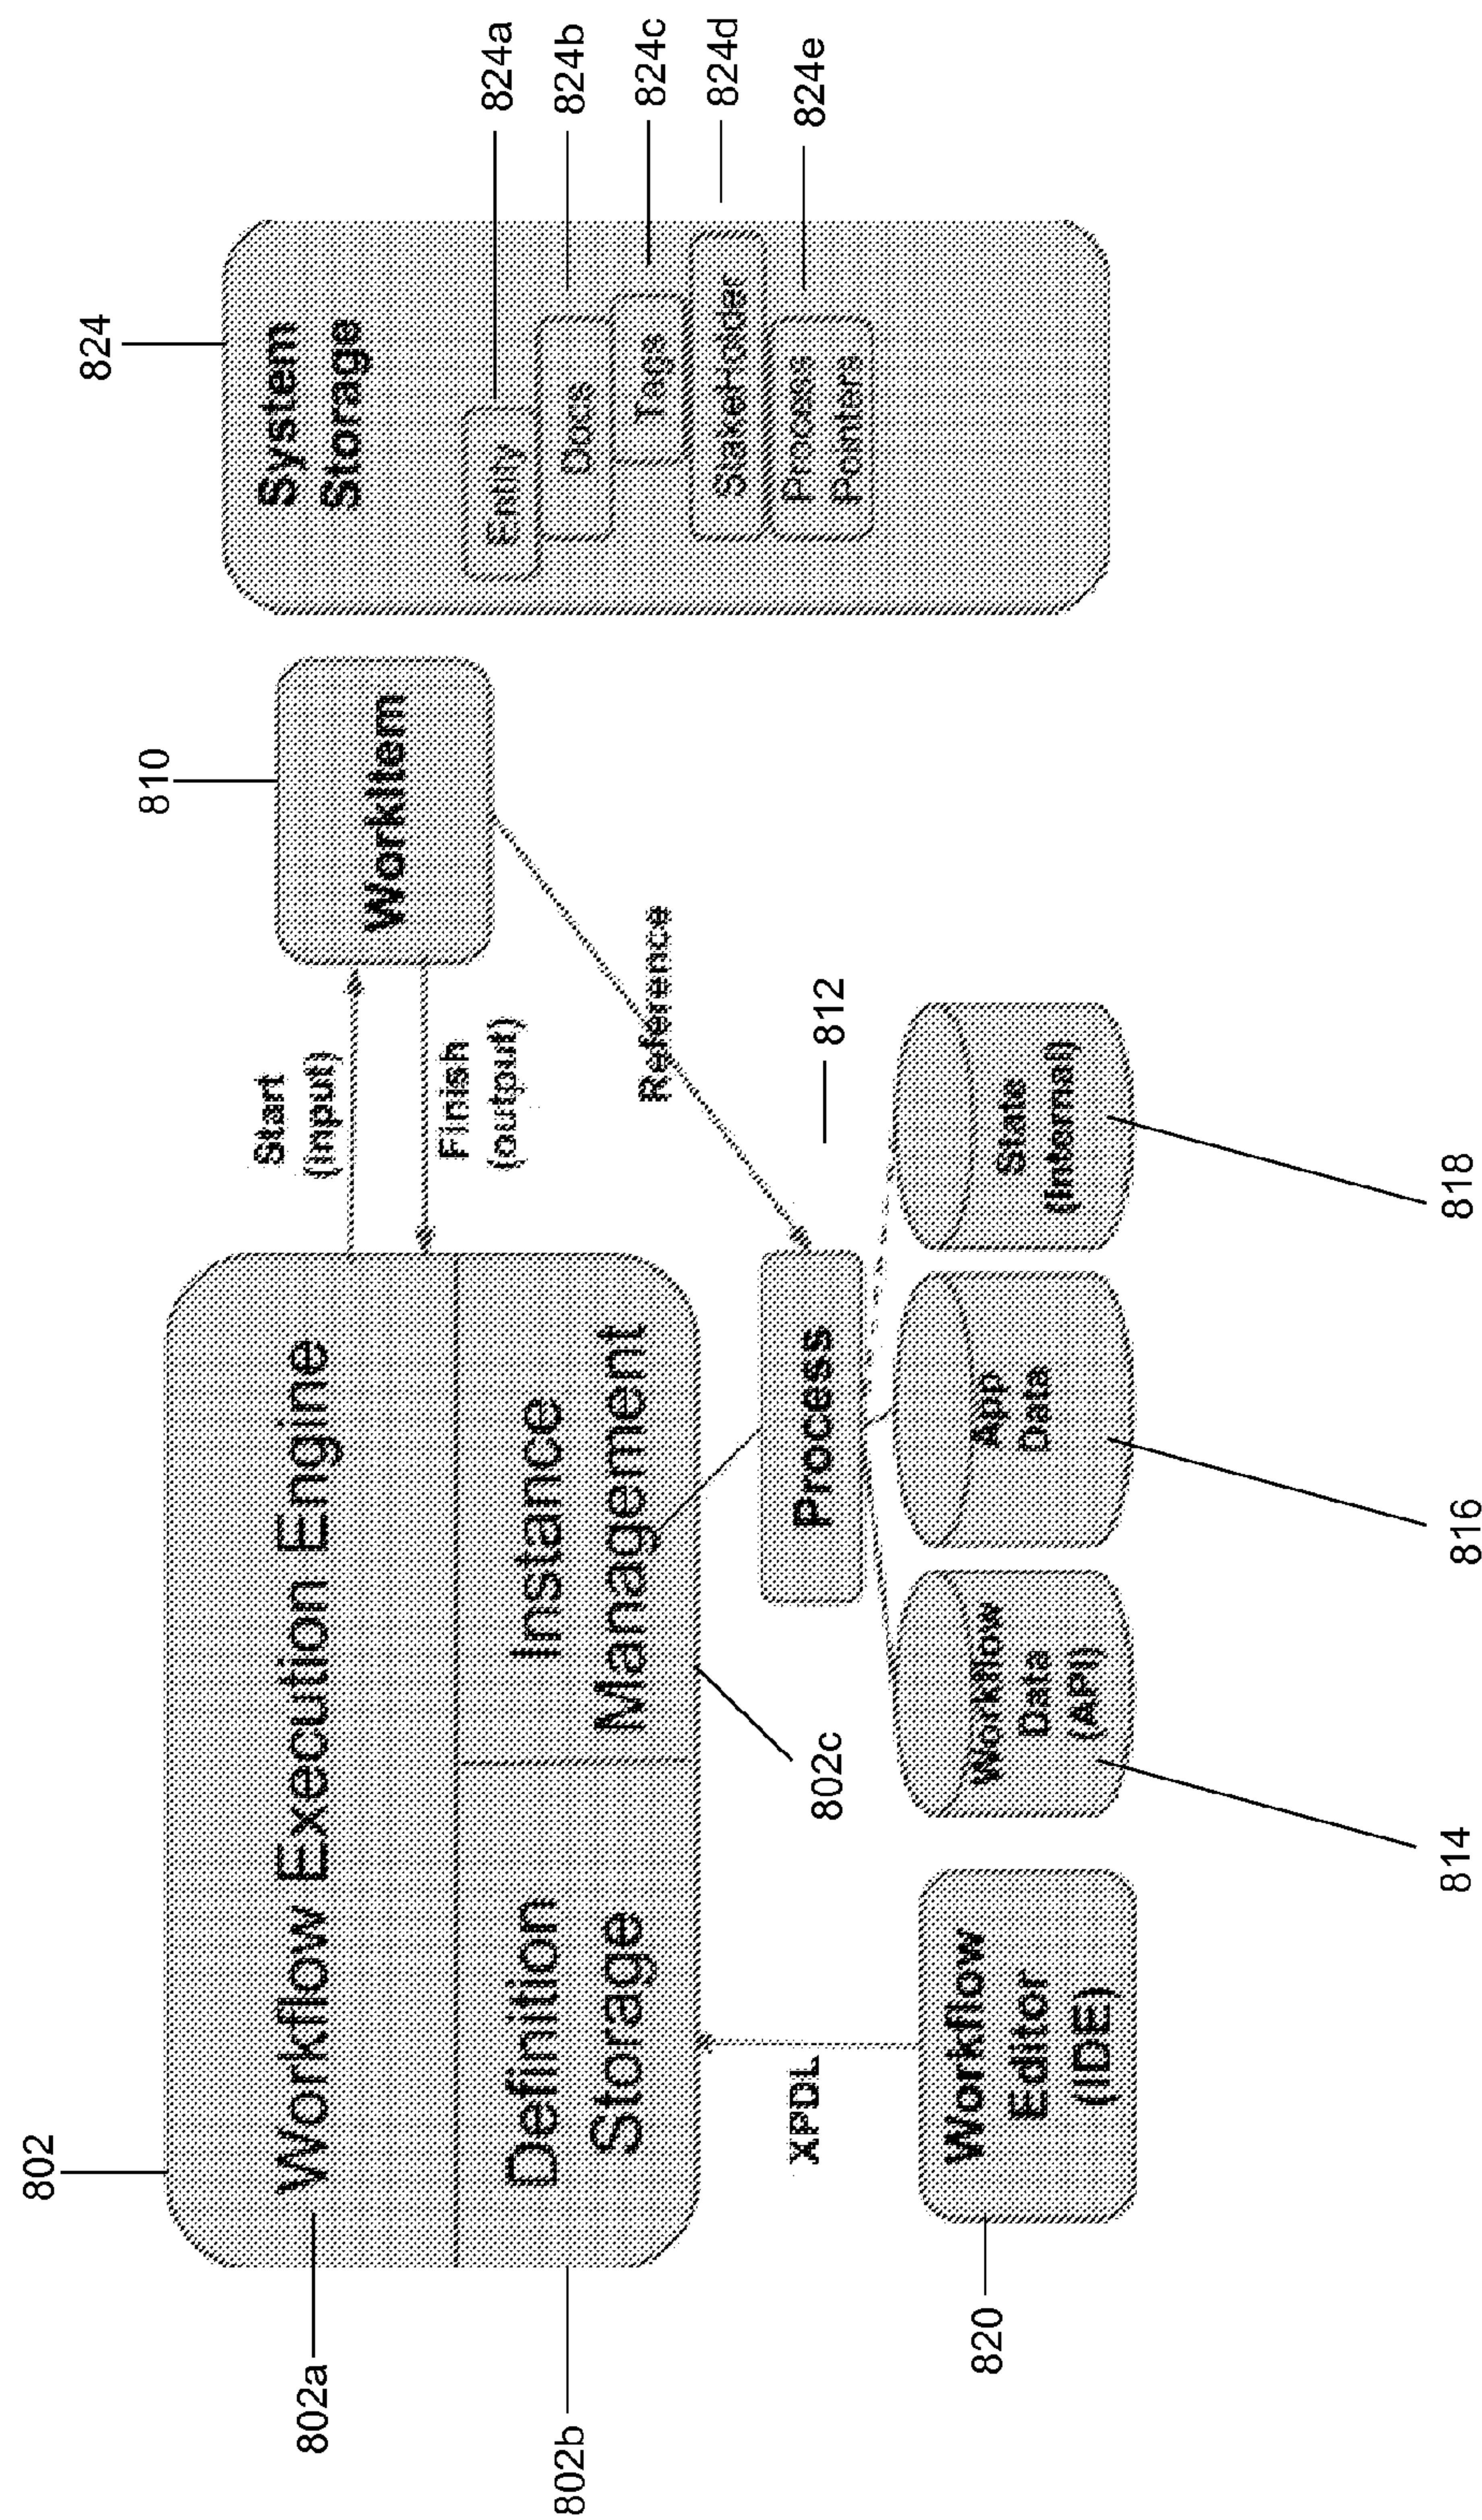 802
802a
Workflow Execution Engine
802b
Definition
Storage
Instance
Management
802c
Start
(input)
Finish
(output)
810
WorkItem
Reference
824
System
Storage
Entity
824a
Docs
824b
Tags
824c
StakeHolder
824d
Process
Pointers
824e
XPDL
820
Workflow
Editor
(IDE)
Process
812
Workflow
Data
(API)
814
App
Data
816
State
(Internal)
818